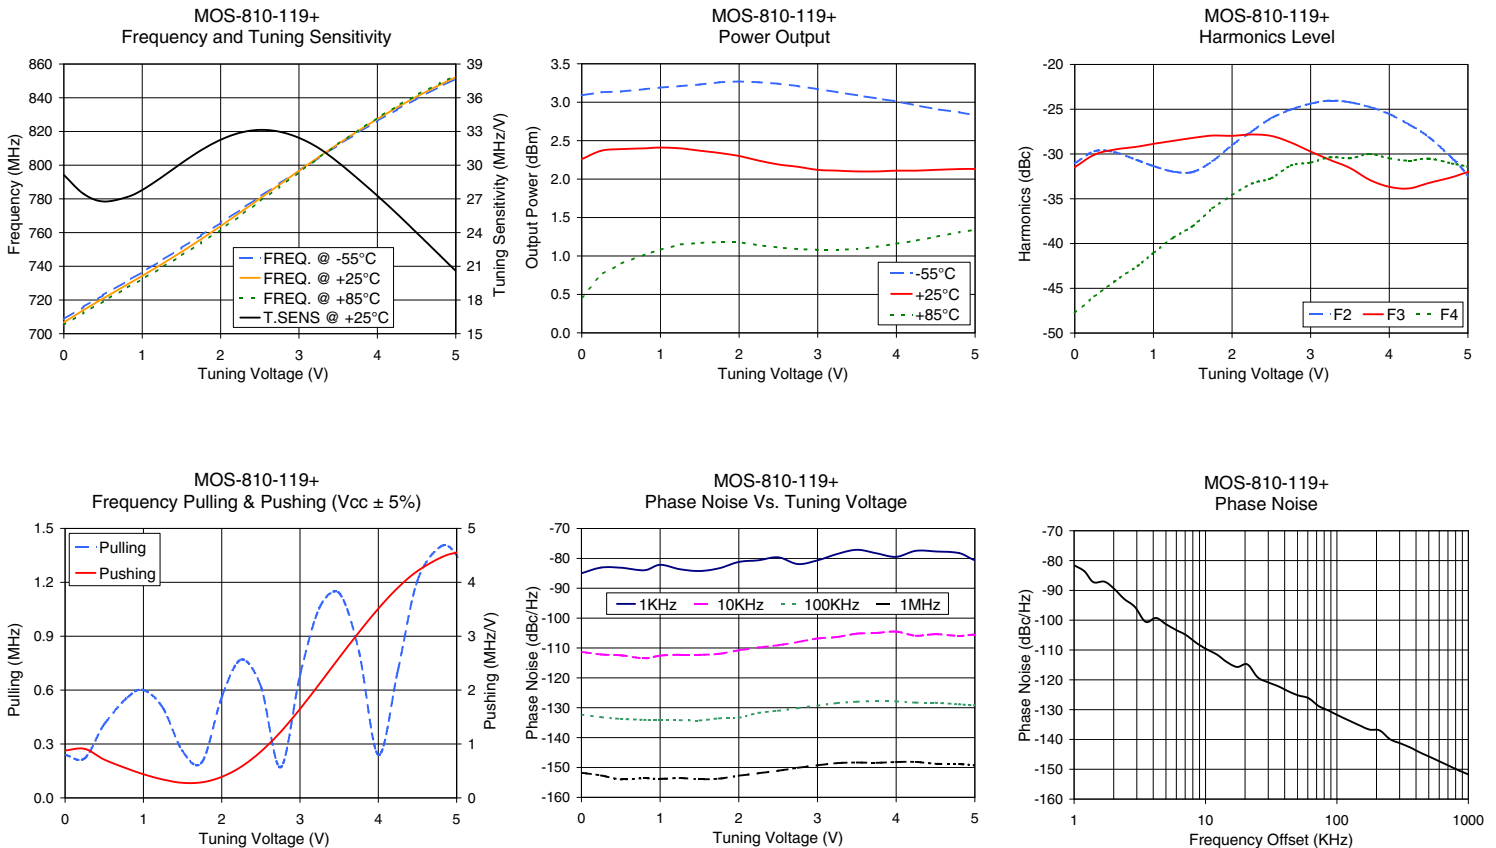 MOS-810-119+
Frequency and Tuning Sensitivity
860
840
820
800
780
760
740
720
700
39
36
33
30
27
24
21
18
15
Frequency (MHz)
Tuning Sensitivity (MHz/V)
FREQ. @ -55°C
FREQ. @ +25°C
FREQ. @ +85°C
T.SENS @ +25°C
0 1 2 3 4 5
Tuning Voltage (V)
MOS-810-119+
Power Output
3.5
3.0
2.5
2.0
1.5
1.0
0.5
0.0
Output Power (dBm)
-55°C
+25°C
+85°C
0 1 2 3 4 5
Tuning Voltage (V)
MOS-810-119+
Harmonics Level
-20
-25
-30
-35
-40
-45
-50
Harmonics (dBc)
F2 F3 F4
0 1 2 3 4 5
Tuning Voltage (V)
MOS-810-119+
Frequency Pulling & Pushing (Vcc ± 5%)
1.5
1.2
0.9
0.6
0.3
0.0
5
4
3
2
1
0
Pulling (MHz)
Pushing (MHz/V)
Pulling
Pushing
0 1 2 3 4 5
Tuning Voltage (V)
MOS-810-119+
Phase Noise Vs. Tuning Voltage
-70
-80
-90
-100
-110
-120
-130
-140
-150
-160
Phase Noise (dBc/Hz)
1KHz 10KHz 100KHz 1MHz
0 1 2 3 4 5
Tuning Voltage (V)
MOS-810-119+
Phase Noise
-70
-80
-90
-100
-110
-120
-130
-140
-150
-160
Phase Noise (dBc/Hz)
1 10 100 1000
Frequency Offset (KHz)